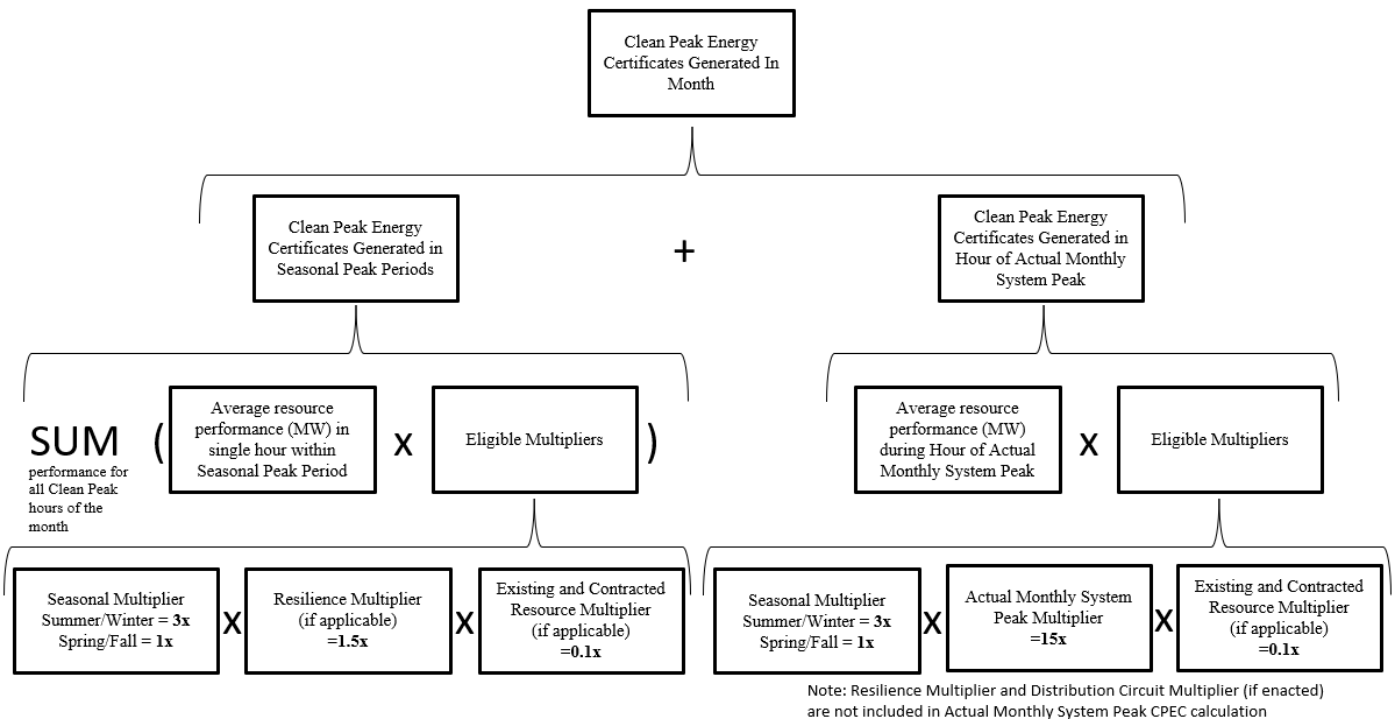 Clean Peak Energy
Certificates Generated In
Month
Clean Peak Energy
Certificates Generated in
Seasonal Peak Periods
+
Clean Peak Energy
Certificates Generated in
Hour of Actual Monthly
System Peak
SUM
performance for
all Clean Peak
hours of the
month
(
Average resource
performance (MW) in
single hour within
Seasonal Peak Period
X
Eligible Multipliers
)
Average resource
performance (MW)
during Hour of Actual
Monthly System Peak
X
Eligible Multipliers
Seasonal Multiplier
Summer/Winter = 3x
Spring/Fall = 1x
X
Resilience Multiplier
(if applicable)
=1.5x
X
Existing and Contracted
Resource Multiplier
(if applicable)
=0.1x
Seasonal Multiplier
Summer/Winter = 3x
Spring/Fall = 1x
X
Actual Monthly System
Peak Multiplier
=15x
X
Existing and Contracted
Resource Multiplier
(if applicable)
=0.1x
Note: Resilience Multiplier and Distribution Circuit Multiplier (if enacted)
are not included in Actual Monthly System Peak CPEC calculation